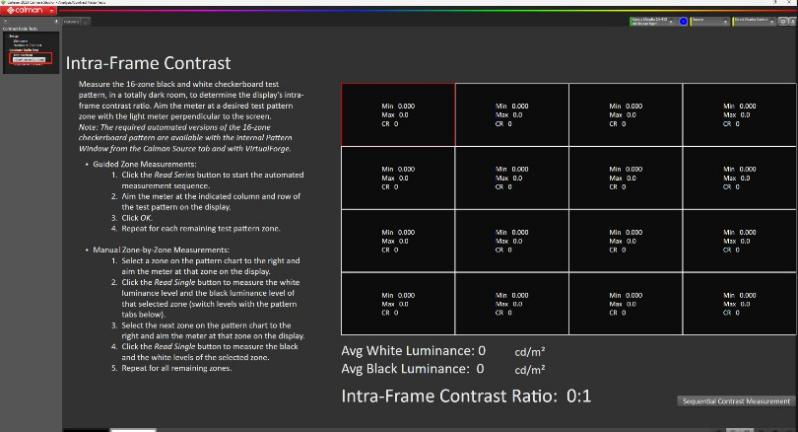 calman
Contrast Ratio Tests
Intra-Frame Contrast
Measure the 16-zone black and white checkerboard test
pattern, in a totally dark room, to determine the display's intra-
frame contrast ratio. Aim the meter at a desired test pattern
zone with the light meter perpendicular to the screen.
Note: The required automated versions of the 16-zone
checkerboard pattern are available with the Internal Pattern
Window from the Calman Source tab and with VirtualForge.
• Guided Zone Measurements:
1. Click the Read Series button to start the automated
measurement sequence.
2. Aim the meter at the indicated column and row of
the test pattern on the display.
3. Click OK.
4. Repeat for each remaining test pattern zone.
• Manual Zone-by-Zone Measurements:
1. Select a zone on the pattern chart to the right and
aim the meter at that zone on the display.
2. Click the Read Single button to measure the white
luminance level and the black luminance level of
that selected zone (switch levels with the pattern
tabs below).
3. Select the next zone on the pattern chart to the
right and aim the meter at that zone on the display.
4. Click the Read Single button to measure the black
and the white levels of the selected zone.
5. Repeat for all remaining zones.
Min 0.000 Min 0.000 Min 0.000 Min 0.000
Max 0.0 Max 0.0 Max 0.0 Max 0.0
CR 0 CR 0 CR 0 CR 0
Min 0.000 Min 0.000 Min 0.000 Min 0.000
Max 0.0 Max 0.0 Max 0.0 Max 0.0
CR 0 CR 0 CR 0 CR 0
Min 0.000 Min 0.000 Min 0.000 Min 0.000
Max 0.0 Max 0.0 Max 0.0 Max 0.0
CR 0 CR 0 CR 0 CR 0
Min 0.000 Min 0.000 Min 0.000 Min 0.000
Max 0.0 Max 0.0 Max 0.0 Max 0.0
CR 0 CR 0 CR 0 CR 0
Avg White Luminance: 0 cd/m²
Avg Black Luminance: 0 cd/m²
Intra-Frame Contrast Ratio: 0:1
Sequential Contrast Measurement